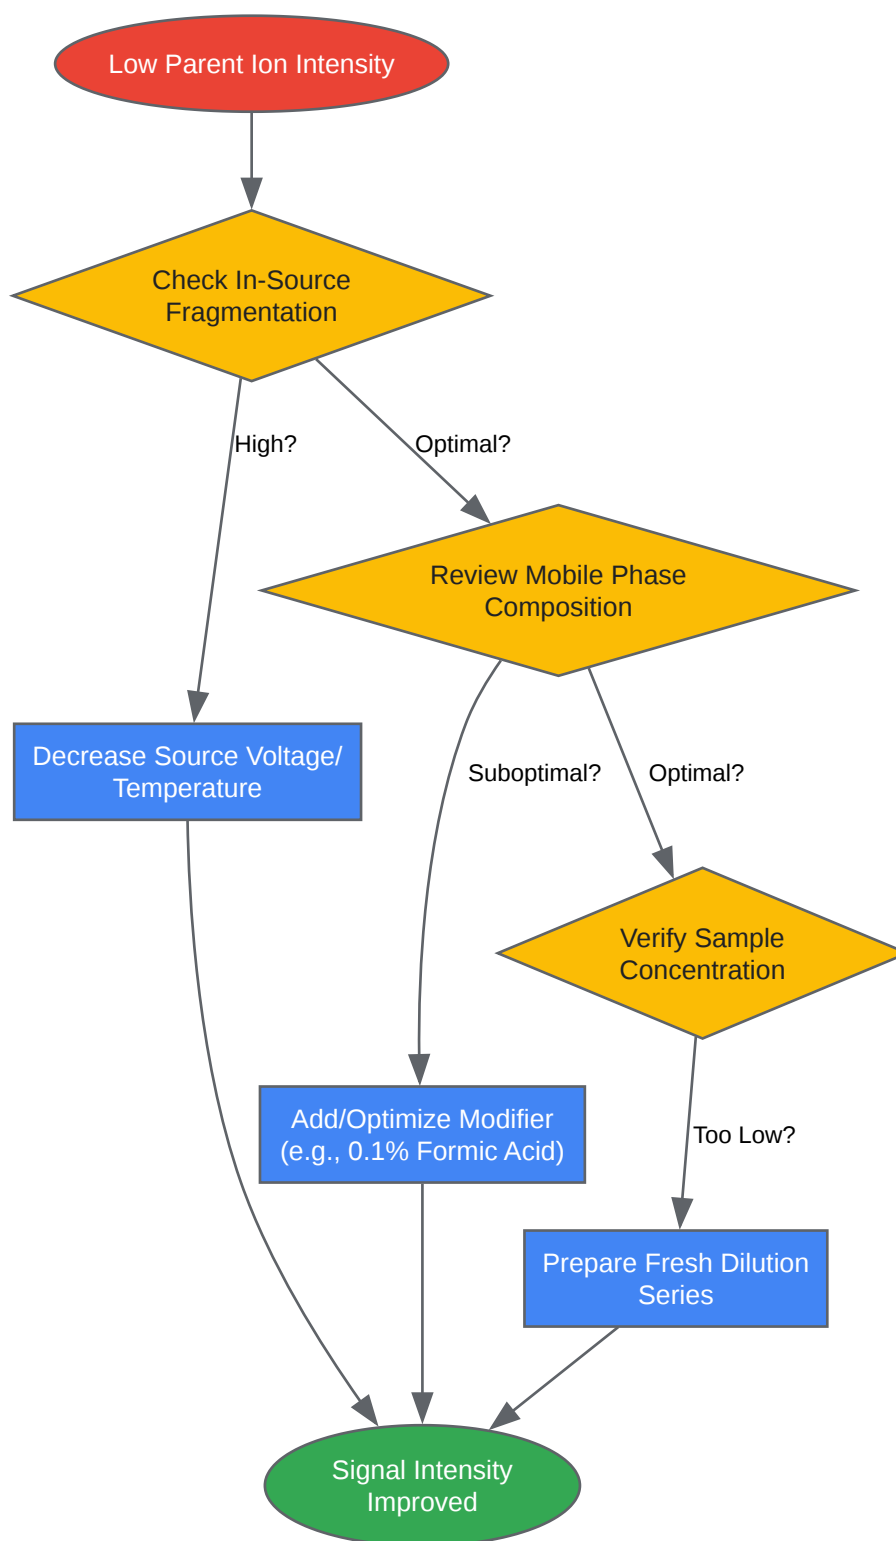 Low Parent Ion Intensity
Check In-Source
Fragmentation
High?
Optimal?
Review Mobile Phase
Composition
Decrease Source Voltage/
Temperature
Suboptimal?
Optimal?
Verify Sample
Concentration
Add/Optimize Modifier
(e.g., 0.1% Formic Acid)
Too Low?
Prepare Fresh Dilution
Series
Signal Intensity
Improved